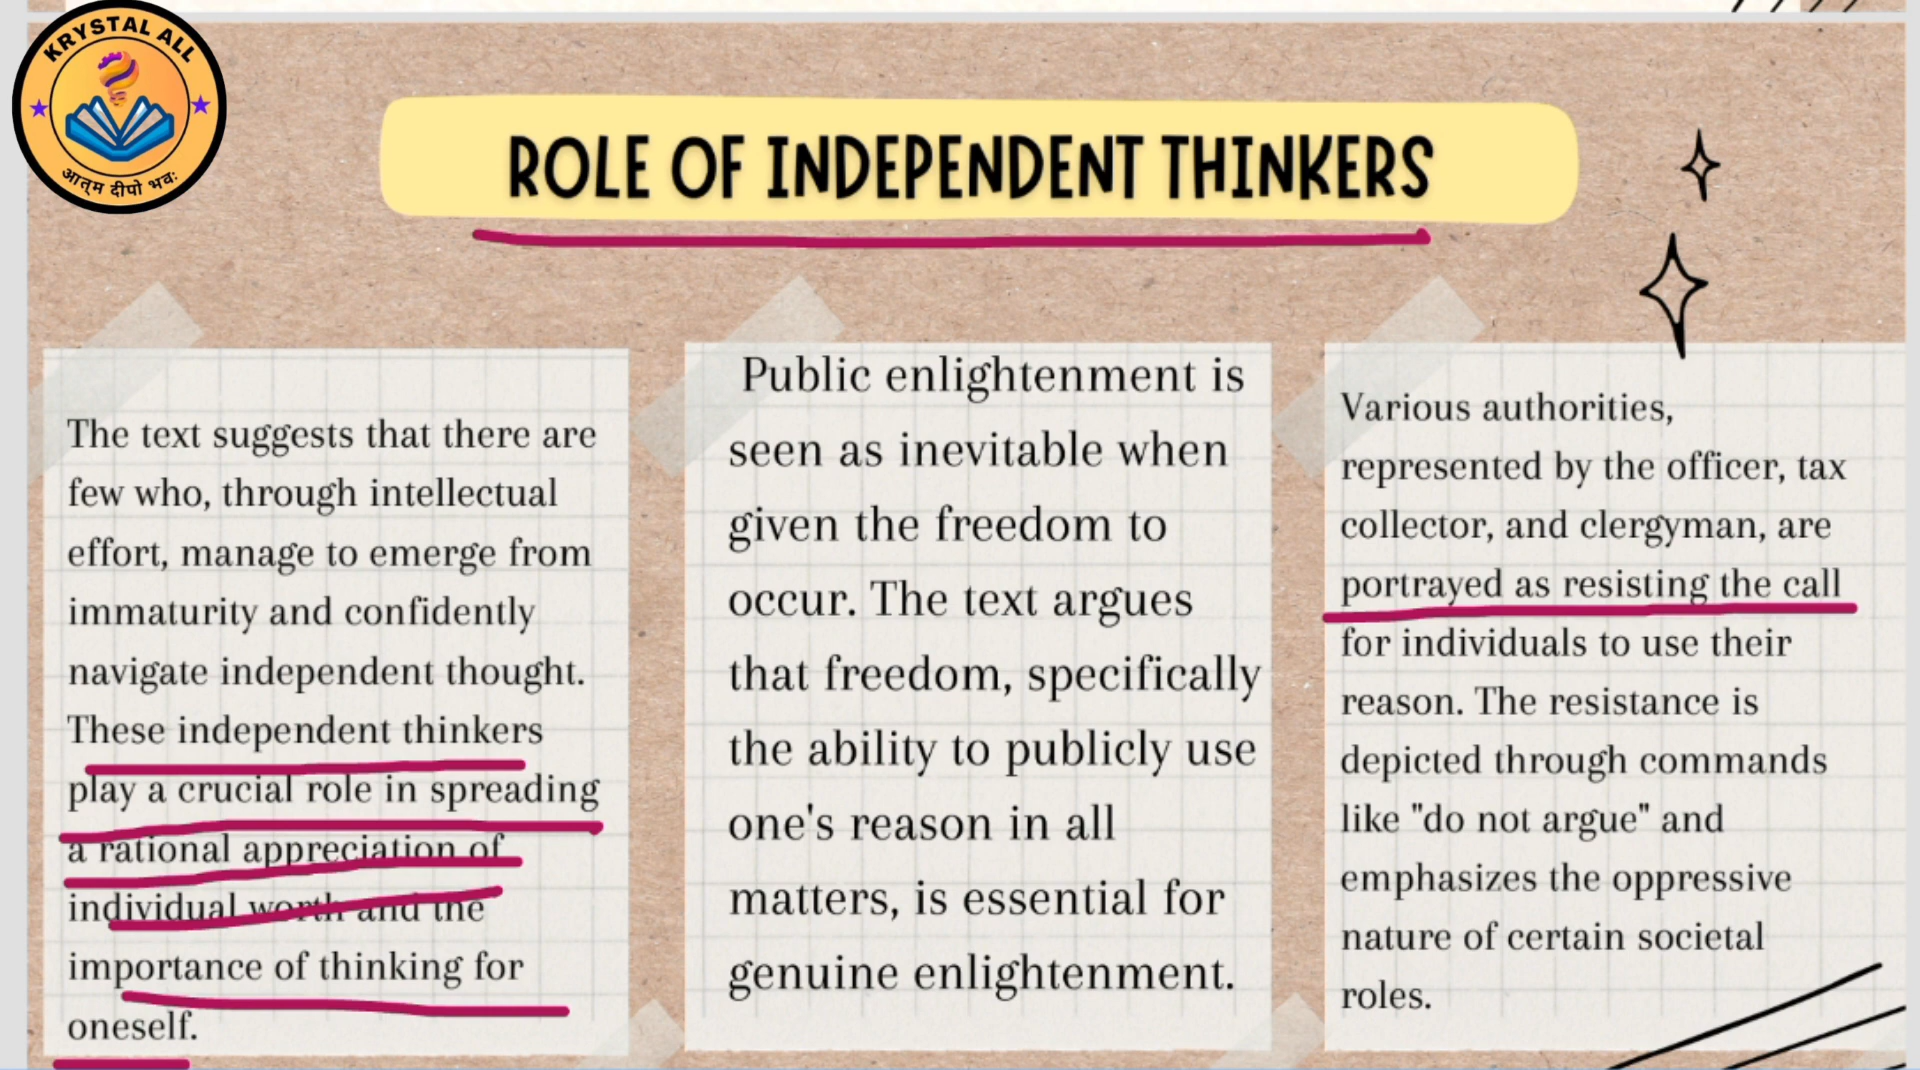 KRYSTAL ALL
आत्म दीपो भवः
ROLE OF INDEPENDENT THINKERS
The text suggests that there are
few who, through intellectual
effort, manage to emerge from
immaturity and confidently
navigate independent thought.
These independent thinkers
play a crucial role in spreading
a rational appreciation of
individual worth and the
importance of thinking for
oneself.
Public enlightenment is
seen as inevitable when
given the freedom to
occur. The text argues
that freedom, specifically
the ability to publicly use
one's reason in all
matters, is essential for
genuine enlightenment.
Various authorities,
represented by the officer, tax
collector, and clergyman, are
portrayed as resisting the call
for individuals to use their
reason. The resistance is
depicted through commands
like "do not argue" and
emphasizes the oppressive
nature of certain societal
roles.